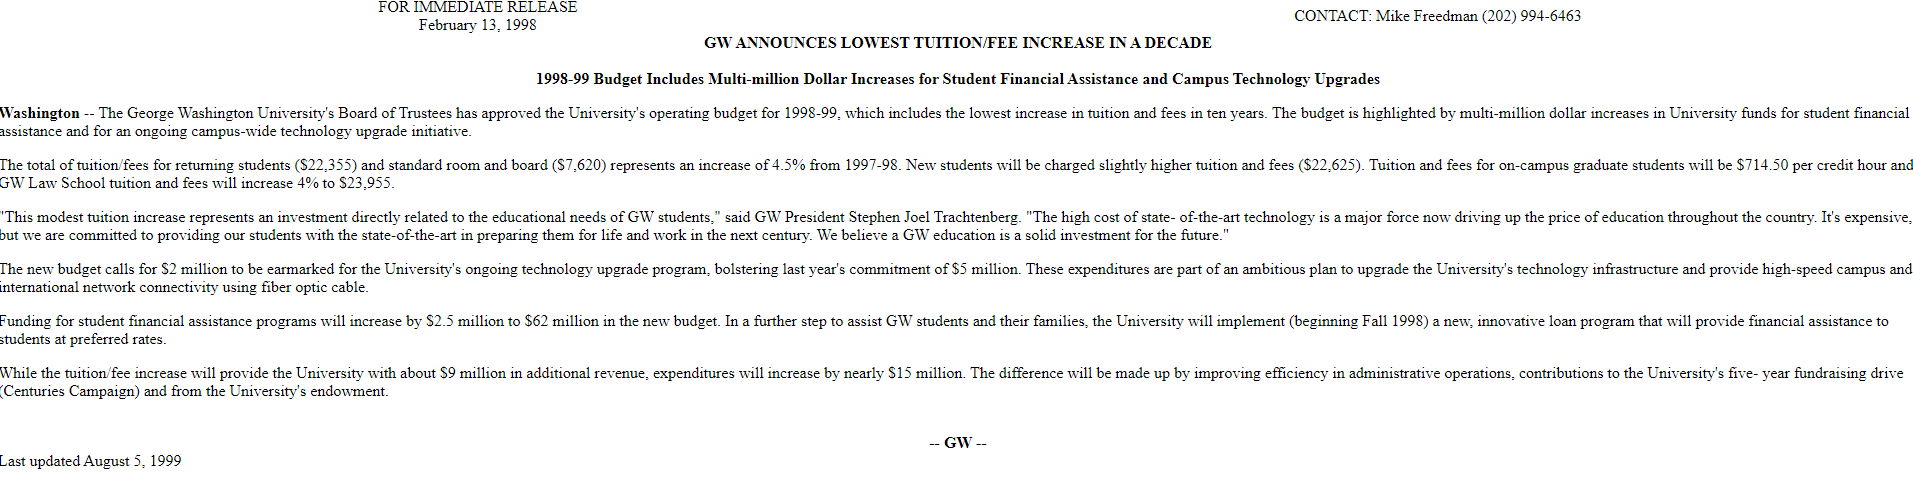 FOR IMMEDIATE RELEASE
February 13, 1998
CONTACT: Mike Freedman (202) 994-6463
GW ANNOUNCES LOWEST TUITION/FEE INCREASE IN A DECADE
1998-99 Budget Includes Multi-million Dollar Increases for Student Financial Assistance and Campus Technology Upgrades
Washington -- The George Washington University's Board of Trustees has approved the University's operating budget for 1998-99, which includes the lowest increase in tuition and fees in ten years. The budget is highlighted by multi-million dollar increases in University funds for student financial
assistance and for an ongoing campus-wide technology upgrade initiative.
The total of tuition/fees for returning students ($22,355) and standard room and board ($7,620) represents an increase of 4.5% from 1997-98. New students will be charged slightly higher tuition and fees ($22,625). Tuition and fees for on-campus graduate students will be $714.50 per credit hour and
GW Law School tuition and fees will increase 4% to $23,955.
"This modest tuition increase represents an investment directly related to the educational needs of GW students," said GW President Stephen Joel Trachtenberg. "The high cost of state- of-the-art technology is a major force now driving up the price of education throughout the country. It's expensive,
but we are committed to providing our students with the state-of-the-art in preparing them for life and work in the next century. We believe a GW education is a solid investment for the future."
The new budget calls for $2 million to be earmarked for the University's ongoing technology upgrade program, bolstering last year's commitment of $5 million. These expenditures are part of an ambitious plan to upgrade the University's technology infrastructure and provide high-speed campus and
international network connectivity using fiber optic cable.
Funding for student financial assistance programs will increase by $2.5 million to $62 million in the new budget. In a further step to assist GW students and their families, the University will implement (beginning Fall 1998) a new, innovative loan program that will provide financial assistance to
students at preferred rates.
While the tuition/fee increase will provide the University with about $9 million in additional revenue, expenditures will increase by nearly $15 million. The difference will be made up by improving efficiency in administrative operations, contributions to the University's five- year fundraising drive
(Centuries Campaign) and from the University's endowment.
-- GW --
Last updated August 5, 1999